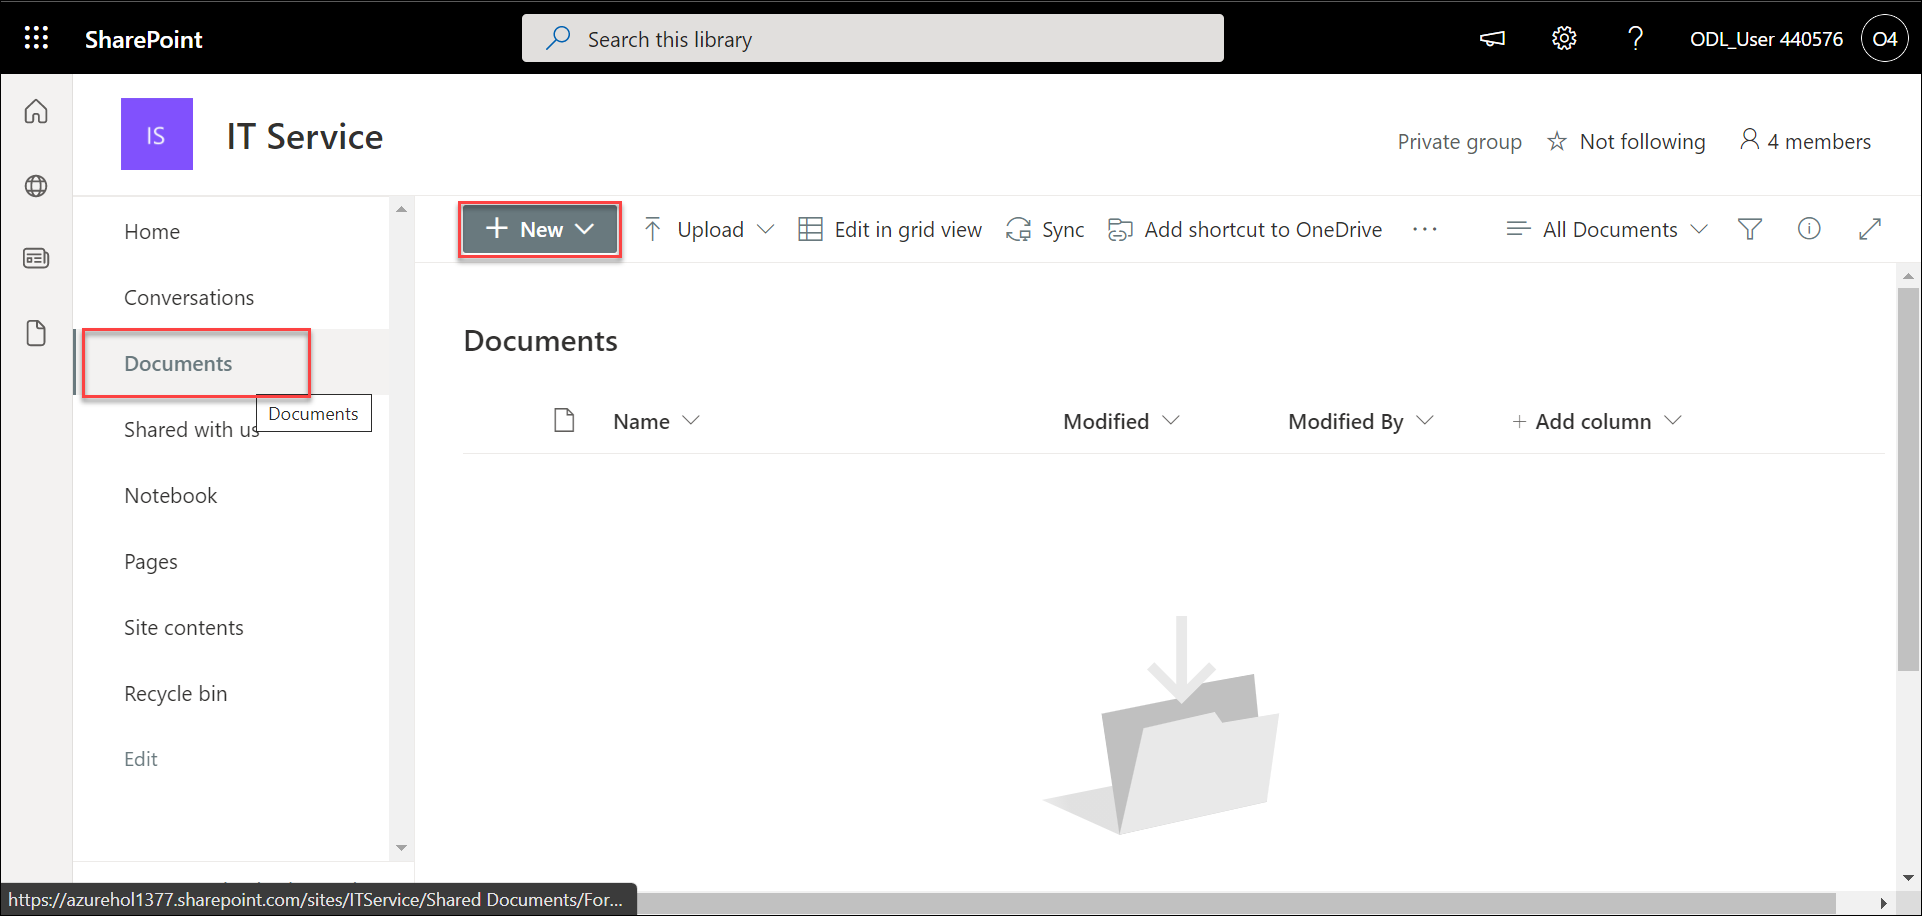 SharePoint
Search this library
ODL_User 440576
O4
IS
IT Service
Private group
Not following
4 members
Home
Conversations
Documents
Documents
Shared with us
Notebook
Pages
Site contents
Recycle bin
Edit
New
Upload
Edit in grid view
Sync
Add shortcut to OneDrive
All Documents
Documents
Name
Modified
Modified By
Add column
https://azurehol1377.sharepoint.com/sites/ITService/Shared Documents/For...